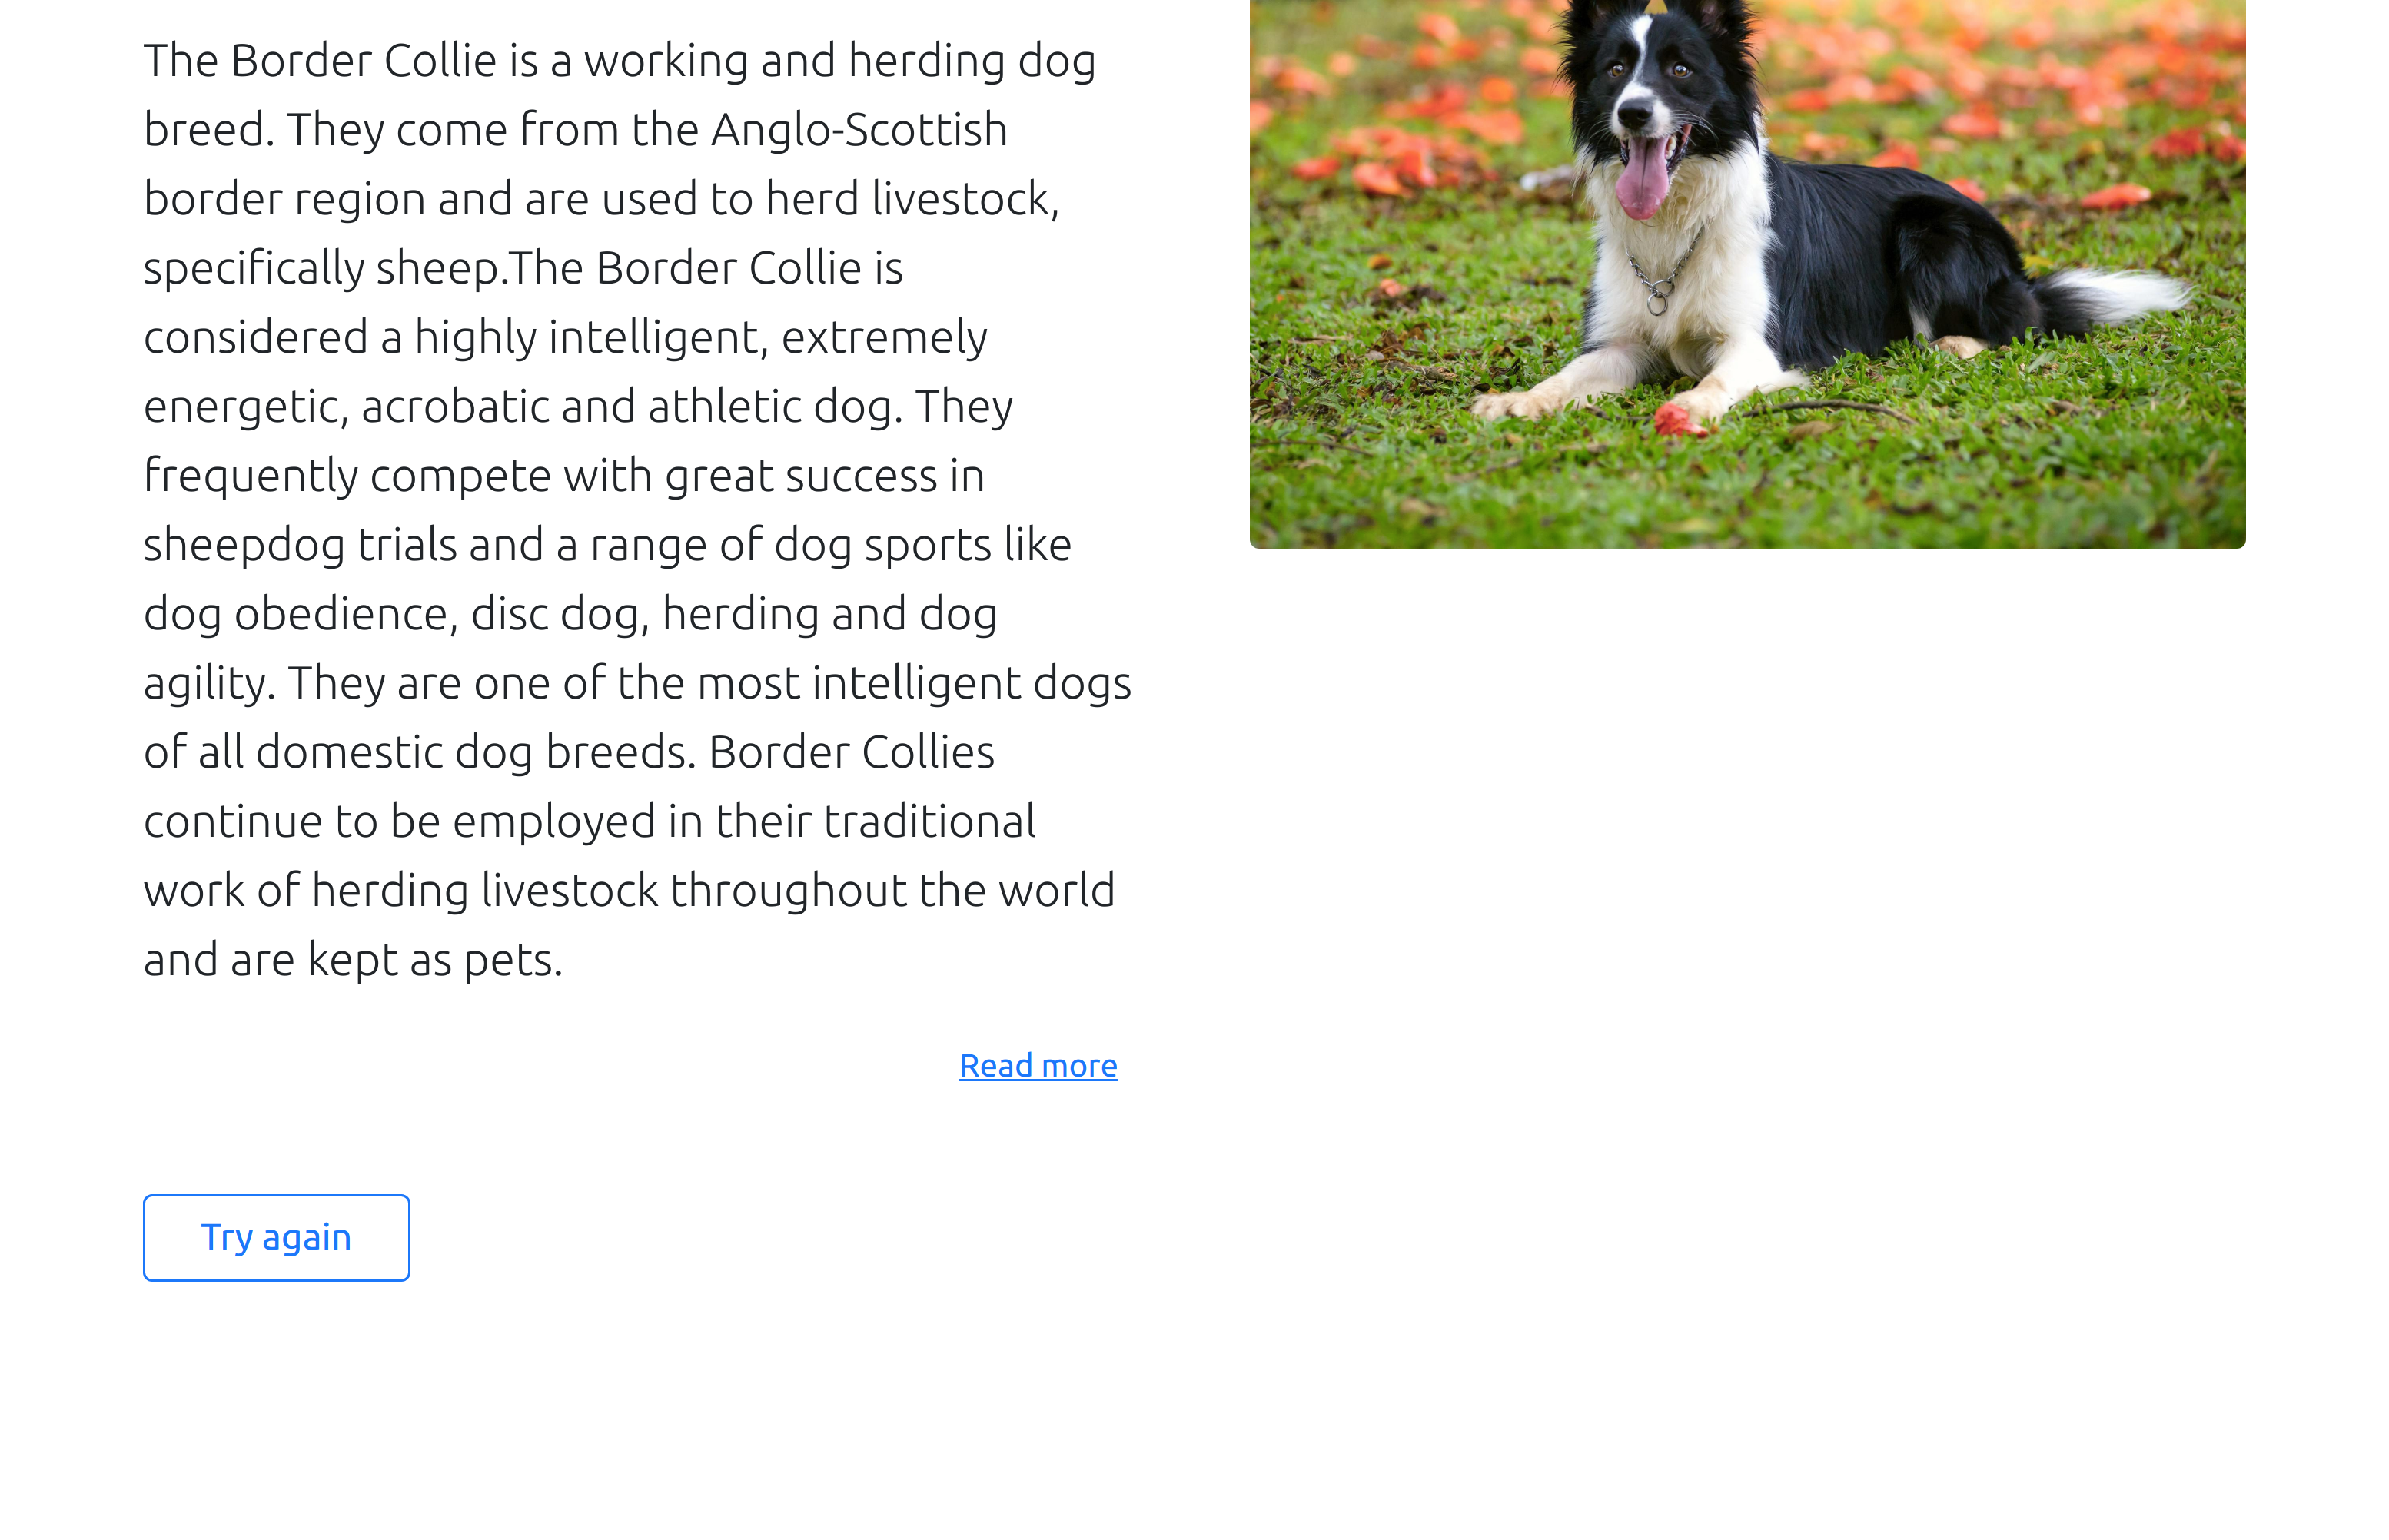 The Border Collie is a working and herding dog
breed. They come from the Anglo-Scottish
border region and are used to herd livestock,
specifically sheep.The Border Collie is
considered a highly intelligent, extremely
energetic, acrobatic and athletic dog. They
frequently compete with great success in
sheepdog trials and a range of dog sports like
dog obedience, disc dog, herding and dog
agility. They are one of the most intelligent dogs
of all domestic dog breeds. Border Collies
continue to be employed in their traditional
work of herding livestock throughout the world
and are kept as pets.
Read more
Try again